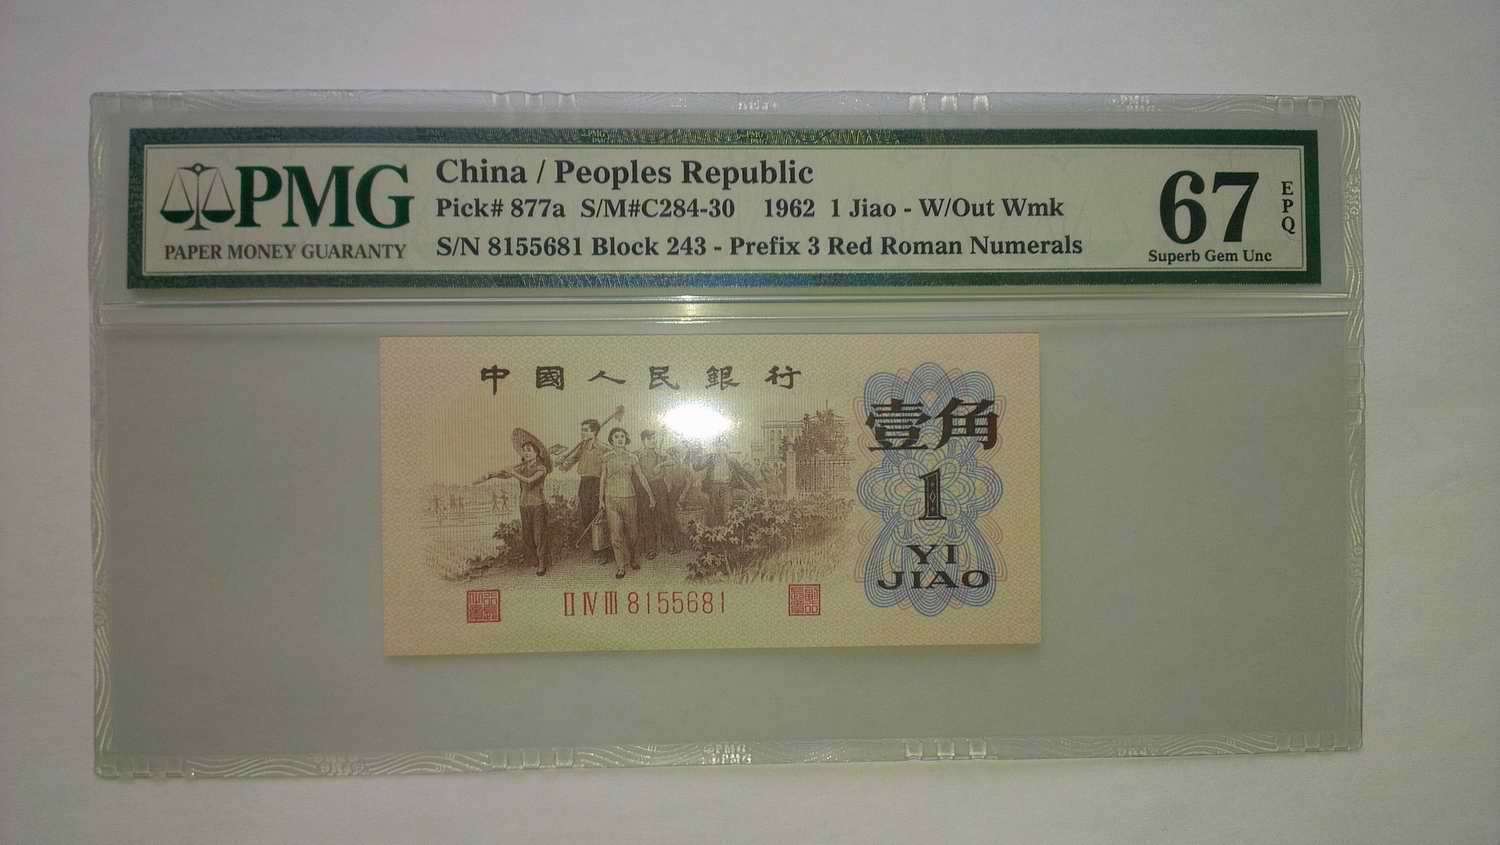 PMG
PAPER MONEY GUARANTY
China / Peoples Republic
Pick# 877a S/M#C284-30 1962 1 Jiao - W/Out Wmk
S/N 8155681 Block 243 - Prefix 3 Red Roman Numerals
67
EPQ
Superb Gem Unc
中國人民銀行
壹角
1
YI
JIAO
II IV III 8155681